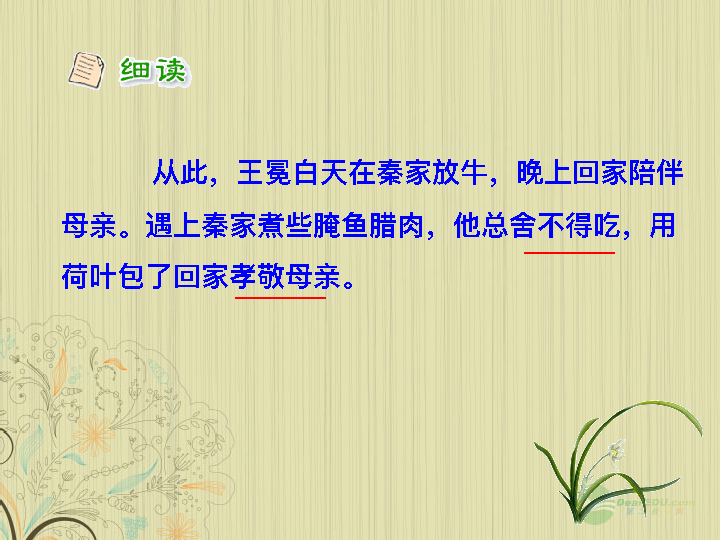 细读
从此，王冕白天在秦家放牛，晚上回家陪伴
母亲。遇上秦家煮些腌鱼腊肉，他总舍不得吃，用
荷叶包了回家孝敬母亲。